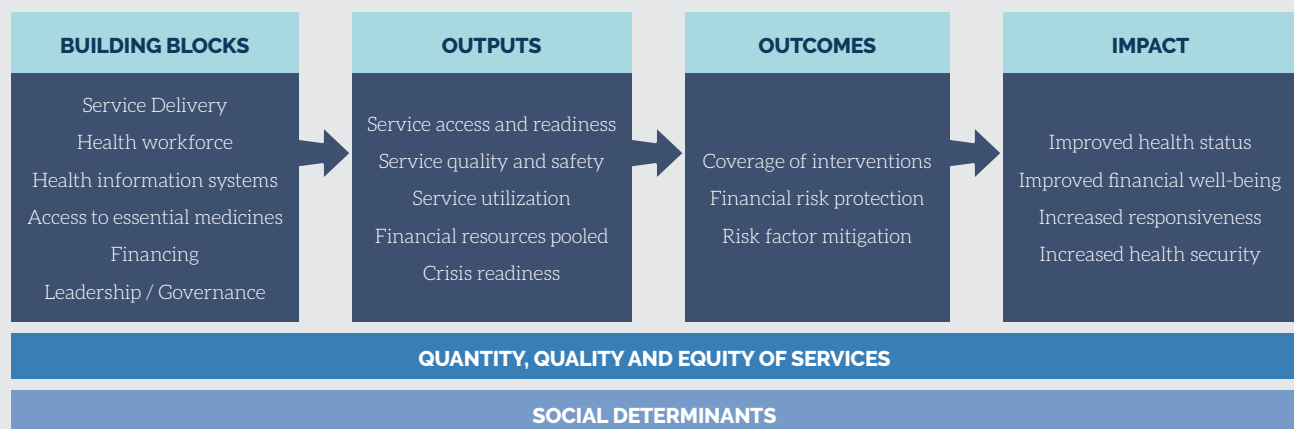 BUILDING BLOCKS
Service Delivery
Health workforce
Health information systems
Access to essential medicines
Financing
Leadership / Governance
OUTPUTS
Service access and readiness
Service quality and safety
Service utilization
Financial resources pooled
Crisis readiness
OUTCOMES
Coverage of interventions
Financial risk protection
Risk factor mitigation
IMPACT
Improved health status
Improved financial well-being
Increased responsiveness
Increased health security
QUANTITY, QUALITY AND EQUITY OF SERVICES
SOCIAL DETERMINANTS